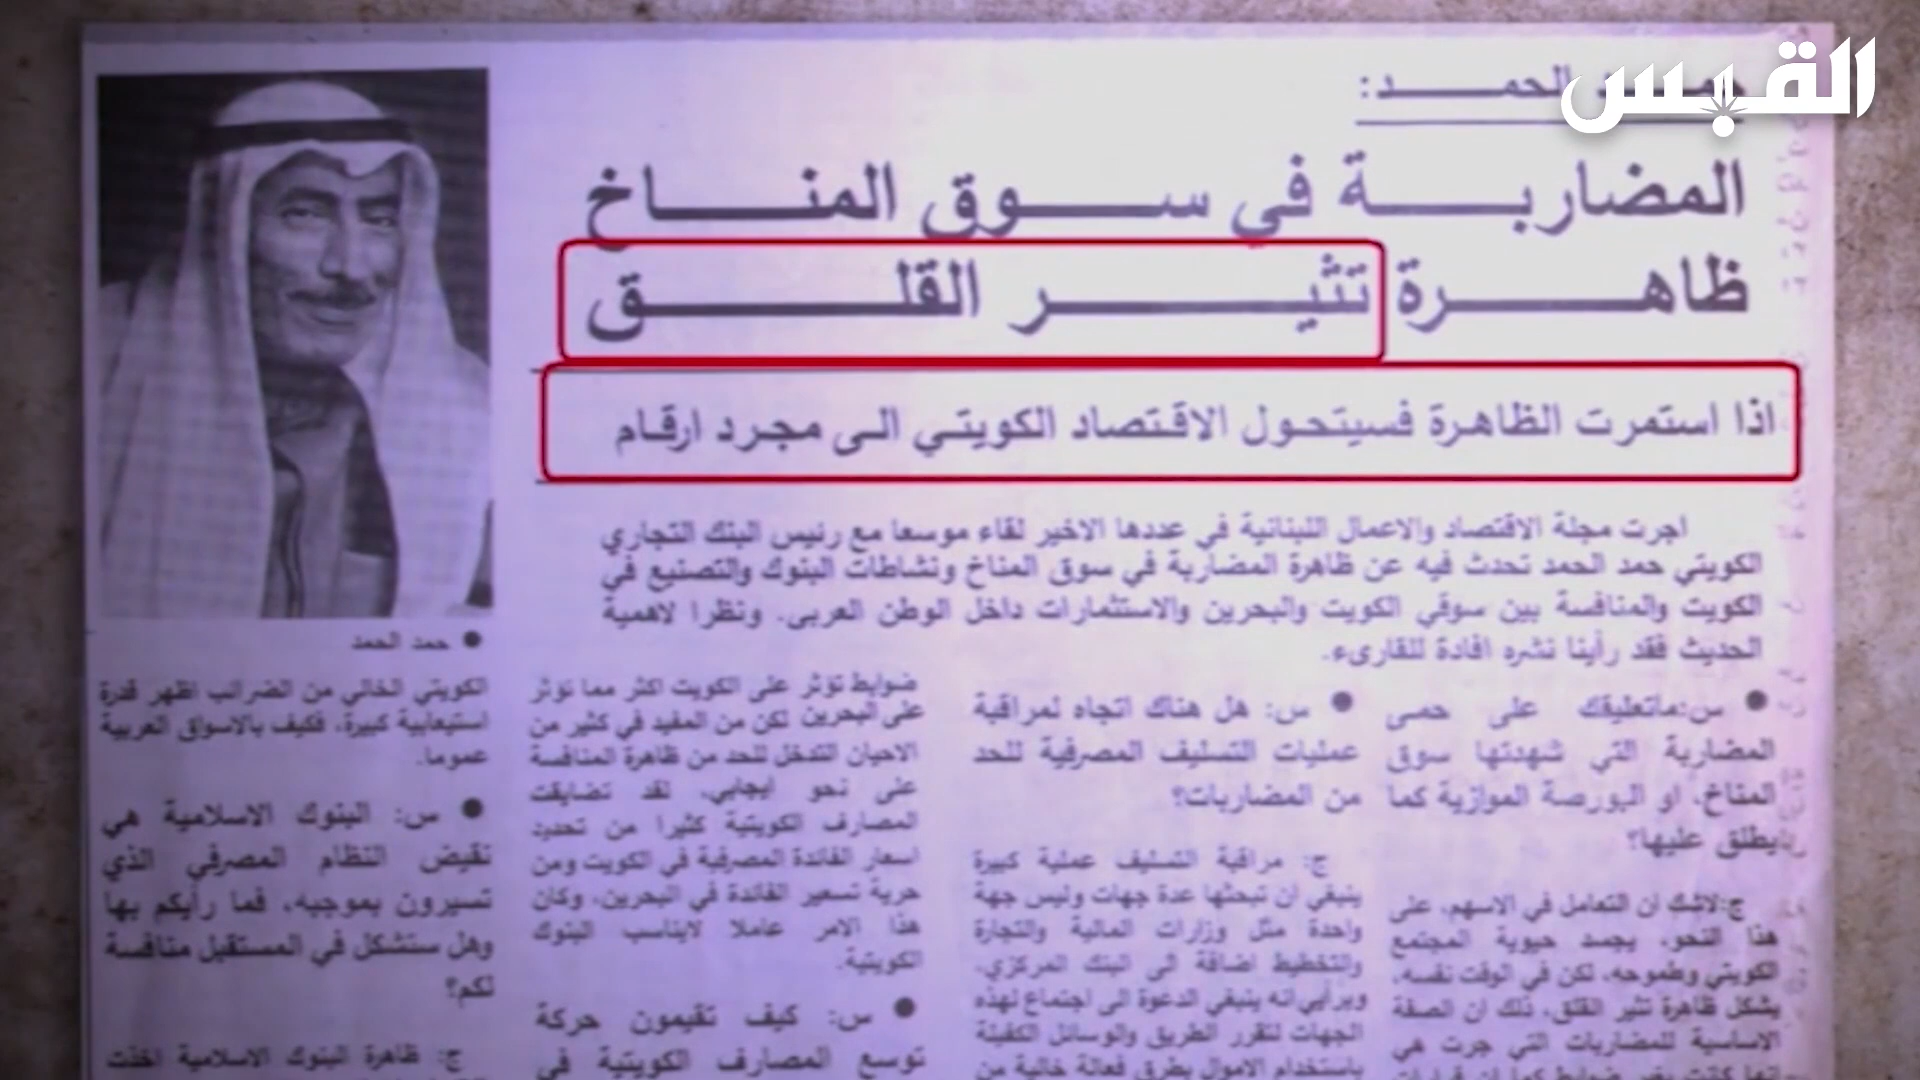 القبس
حمد الحمد:
المضاربة في سوق المناخ
ظاهرة تثير القلق
اذا استمرت الظاهرة فسيتحول الاقتصاد الكويتي الى مجرد ارقام
اجرت مجلة الاقتصاد والاعمال اللبنانية في عددها الاخير لقاء موسعا مع رئيس البنك التجاري
الكويتي حمد الحمد تحدث فيه عن ظاهرة المضاربة في سوق المناخ ونشاطات البنوك والتصنيع في
الكويت والمنافسة بين سوقي الكويت والبحرين والاستثمارات داخل الوطن العربي. ونظرا لاهمية
الحديث فقد رأينا نشره افادة للقارىء.
● س:ماتعليقك على حمى
المضاربة التي شهدتها سوق
المناخ، او البورصة الموازية كما
يطلق عليها؟
ج:لاشك ان التعامل في الاسهم، على
هذا النحو، يجسد حيوية المجتمع
الكويتي وطموحه، لكن في الوقت نفسه،
يشكل ظاهرة تثير القلق، ذلك ان الصفة
الاساسية للمضاربات التي جرت هي
● س: هل هناك اتجاه لمراقبة
عمليات التسليف المصرفية للحد
من المضاربات؟
ج: مراقبة التسليف عملية كبيرة
ينبغي ان تبحثها عدة جهات وليس جهة
واحدة مثل وزارات المالية والتجارة
والتخطيط اضافة الى البنك المركزي.
وبرأيي انه ينبغي الدعوة الى اجتماع لهذه
الجهات لتقرر الطريق والوسائل الكفيلة
باستخدام الاموال بطرق فعالة خالية من
ضوابط تؤثر على الكويت اكثر مما تؤثر
على البحرين لكن من المفيد في كثير من
الاحيان التدخل للحد من ظاهرة المنافسة
على نحو ايجابي. لقد تضايقت
المصارف الكويتية كثيرا من تحديد
اسعار الفائدة المصرفية في الكويت ومن
حرية تسعير الفائدة في البحرين، وكان
هذا الامر عاملا لايناسب البنوك
الكويتية.
● س: كيف تقيمون حركة
توسع المصارف الكويتية في
● حمد الحمد
الكويتي الخالي من الضرائب اظهر قدرة
استيعابية كبيرة، فكيف بالاسواق العربية
عموما.
● س: البنوك الاسلامية هي
نقيض النظام المصرفي الذي
تسيرون بموجبه، فما رأيكم بها
وهل ستشكل في المستقبل منافسة
لكم؟
ج: ظاهرة البنوك الاسلامية اخذت